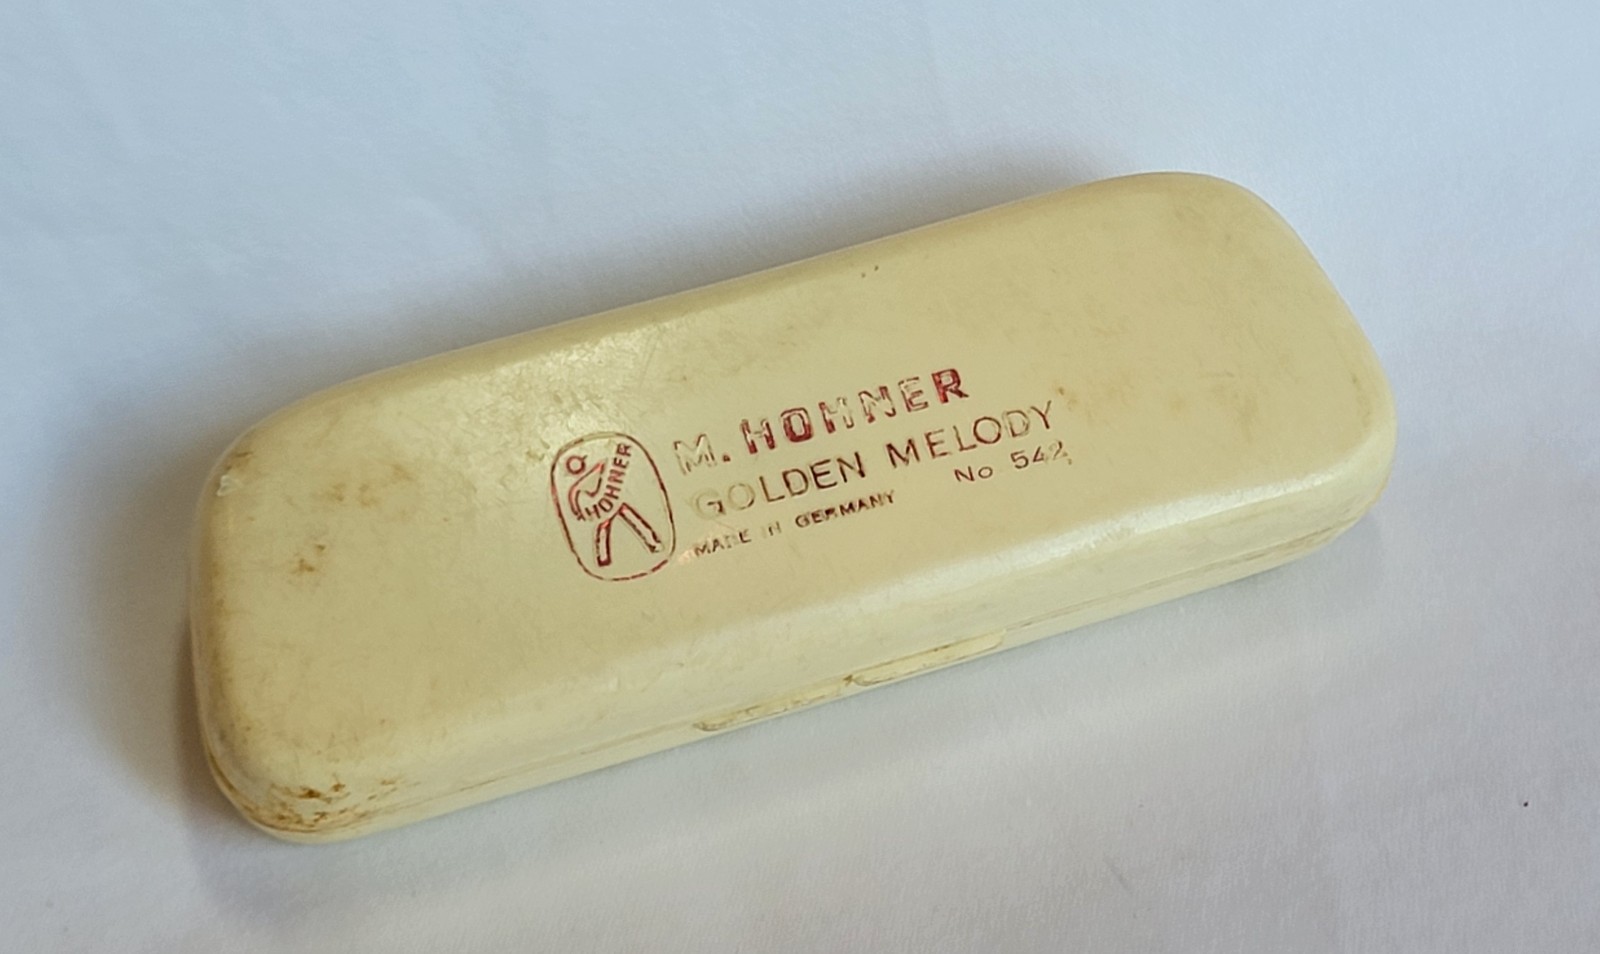 HOHNER
M. HOHNER
GOLDEN MELODY
No 542
MADE IN GERMANY